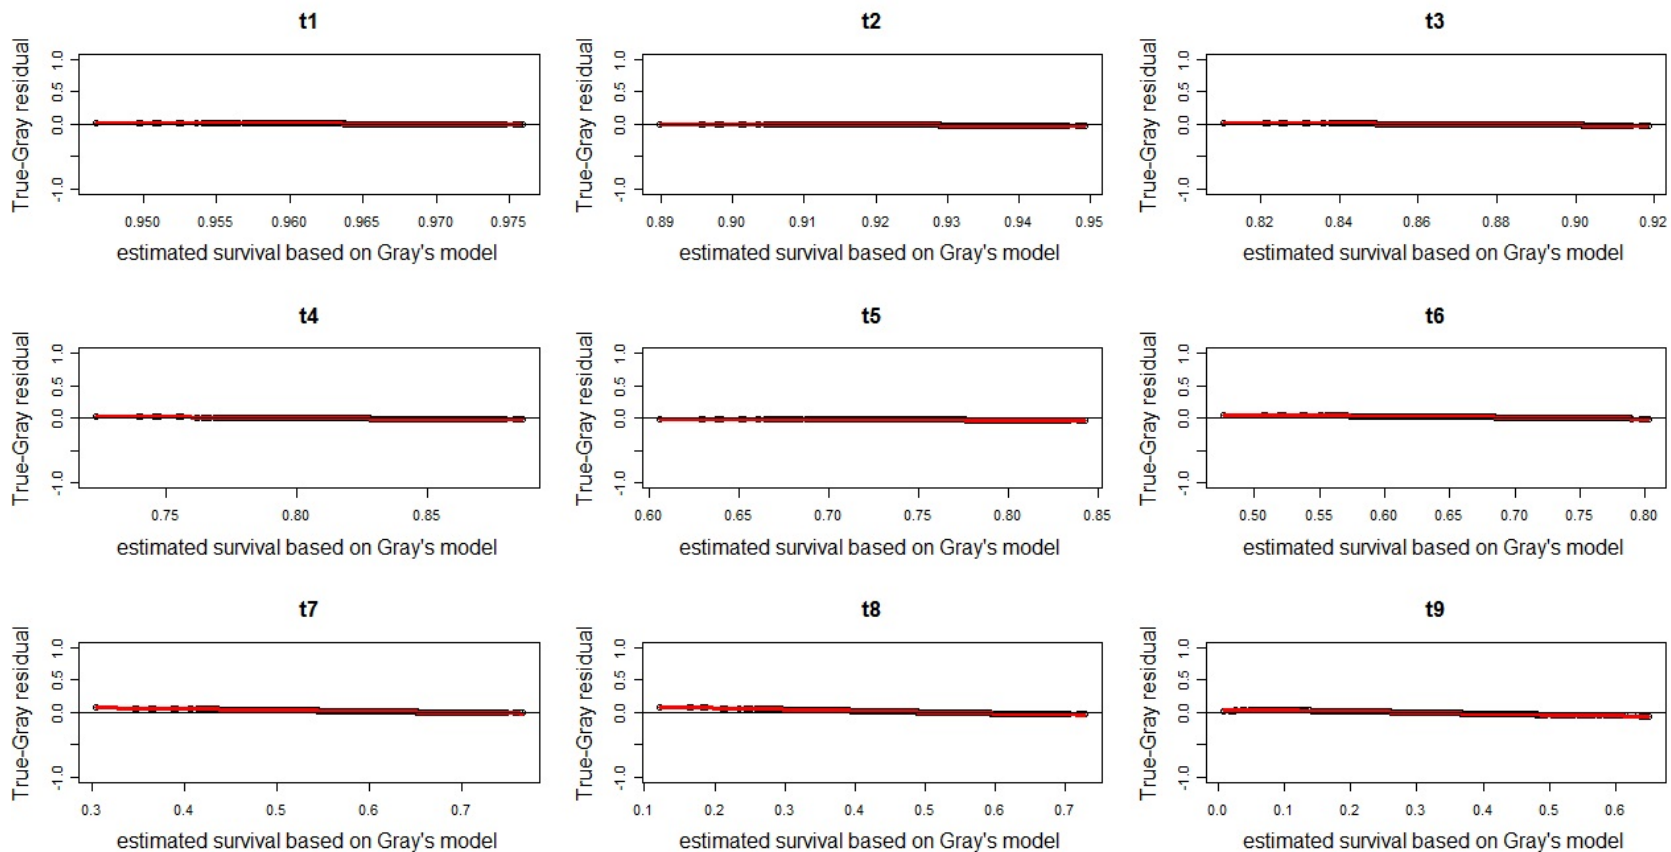 t1
t2
t3
True-Gray residual
-1.0 0.0 0.5 1.0
0.950 0.955 0.960 0.965 0.970 0.975
estimated survival based on Gray's model
True-Gray residual
-1.0 0.0 0.5 1.0
0.89 0.90 0.91 0.92 0.93 0.94 0.95
estimated survival based on Gray's model
True-Gray residual
-1.0 0.0 0.5 1.0
0.82 0.84 0.86 0.88 0.90 0.92
estimated survival based on Gray's model
t4
t5
t6
True-Gray residual
-1.0 0.0 0.5 1.0
0.75 0.80 0.85
estimated survival based on Gray's model
True-Gray residual
-1.0 0.0 0.5 1.0
0.60 0.65 0.70 0.75 0.80 0.85
estimated survival based on Gray's model
True-Gray residual
-1.0 0.0 0.5 1.0
0.50 0.55 0.60 0.65 0.70 0.75 0.80
estimated survival based on Gray's model
t7
t8
t9
True-Gray residual
-1.0 0.0 0.5 1.0
0.3 0.4 0.5 0.6 0.7
estimated survival based on Gray's model
True-Gray residual
-1.0 0.0 0.5 1.0
0.1 0.2 0.3 0.4 0.5 0.6 0.7
estimated survival based on Gray's model
True-Gray residual
-1.0 0.0 0.5 1.0
0.0 0.1 0.2 0.3 0.4 0.5 0.6
estimated survival based on Gray's model